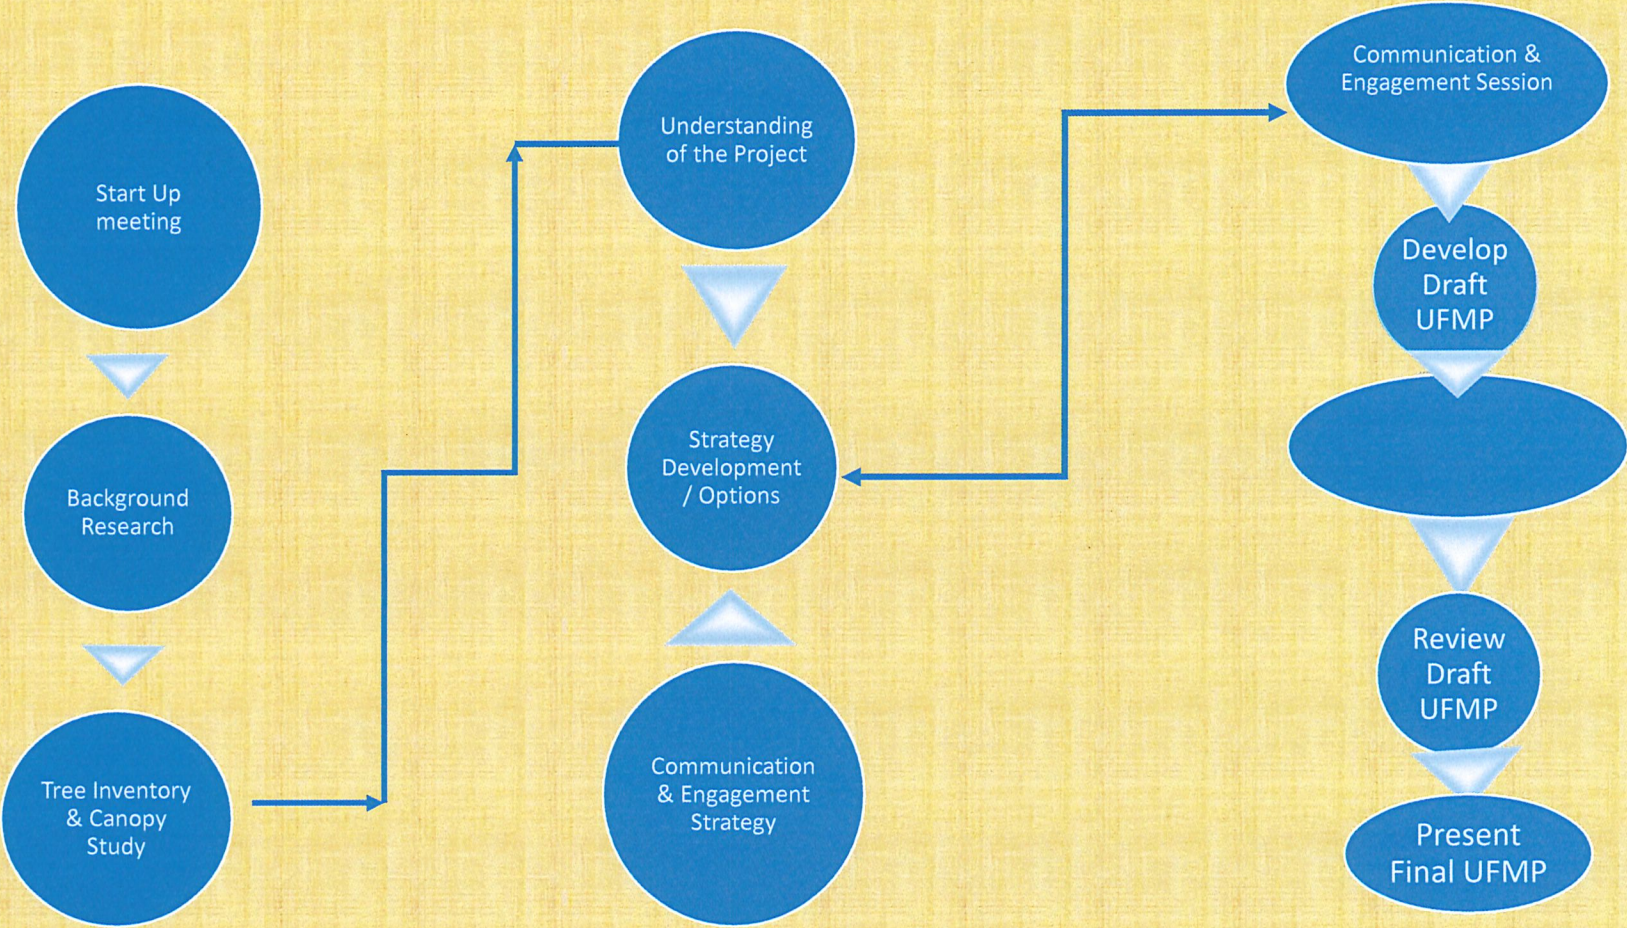 Start Up
meeting
Background
Research
Tree Inventory
& Canopy
Study
Understanding
of the Project
Strategy
Development
/ Options
Communication
& Engagement
Strategy
Communication &
Engagement Session
Develop
Draft
UFMP
Review
Draft
UFMP
Present
Final UFMP